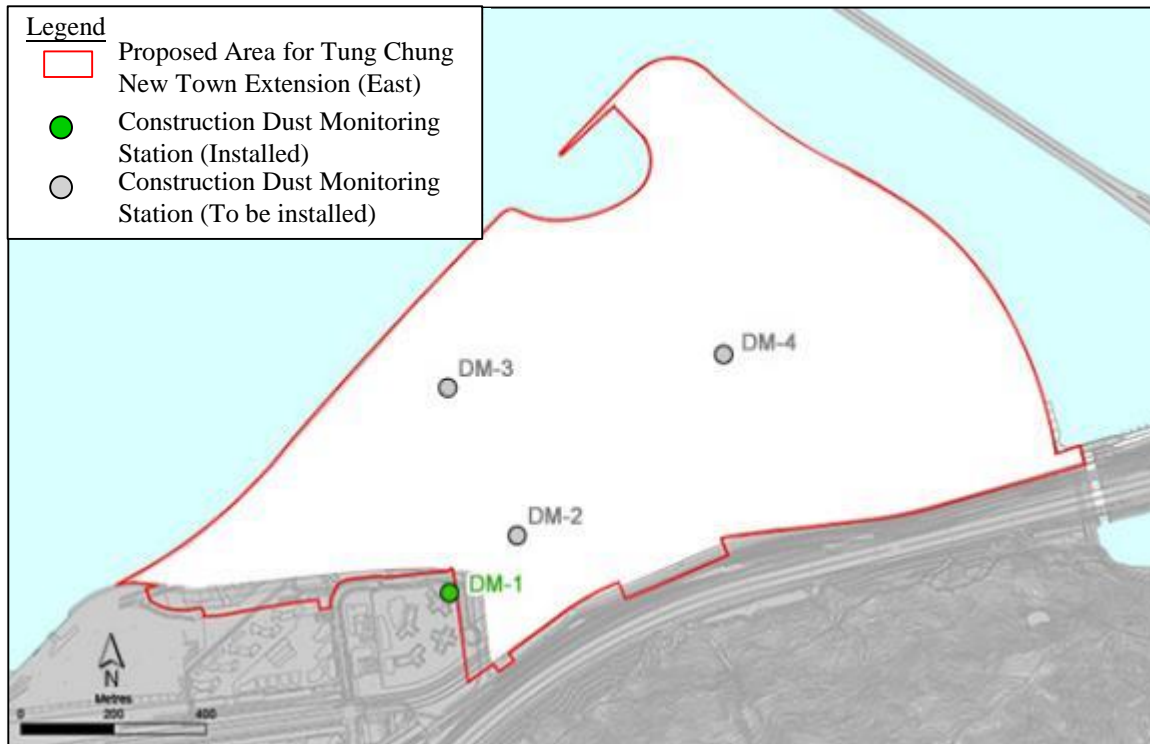 Legend
Proposed Area for Tung Chung
New Town Extension (East)
Construction Dust Monitoring
Station (Installed)
Construction Dust Monitoring
Station (To be installed)
DM-4
DM-3
DM-2
DM-1
N
Metres
0 200 400